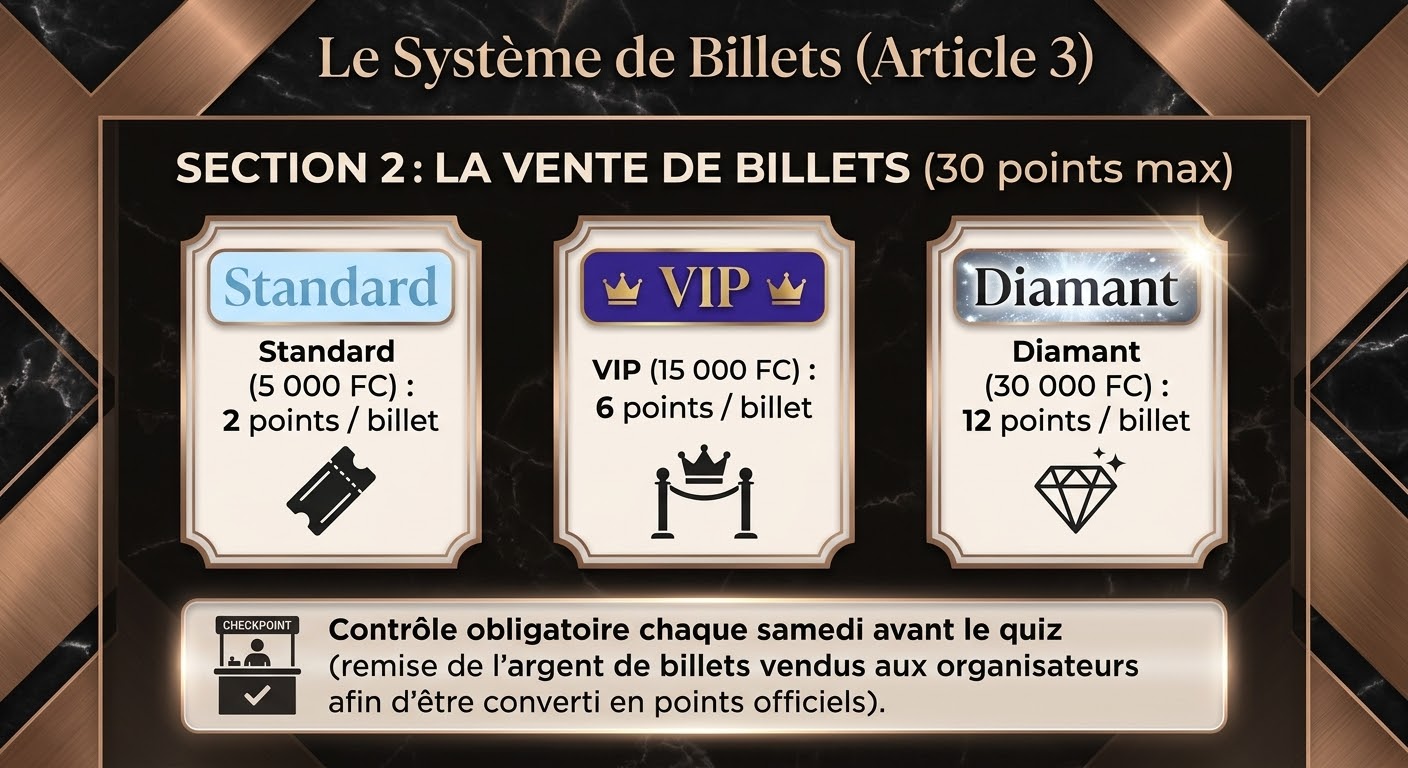 Le Système de Billets (Article 3)
SECTION 2 : LA VENTE DE BILLETS (30 points max)
Standard
Standard
(5 000 FC) :
2 points / billet
VIP
VIP (15 000 FC) :
6 points / billet
Diamant
Diamant
(30 000 FC) :
12 points / billet
CHECKPOINT
Contrôle obligatoire chaque samedi avant le quiz
(remise de l'argent de billets vendus aux organisateurs
afin d'être converti en points officiels).